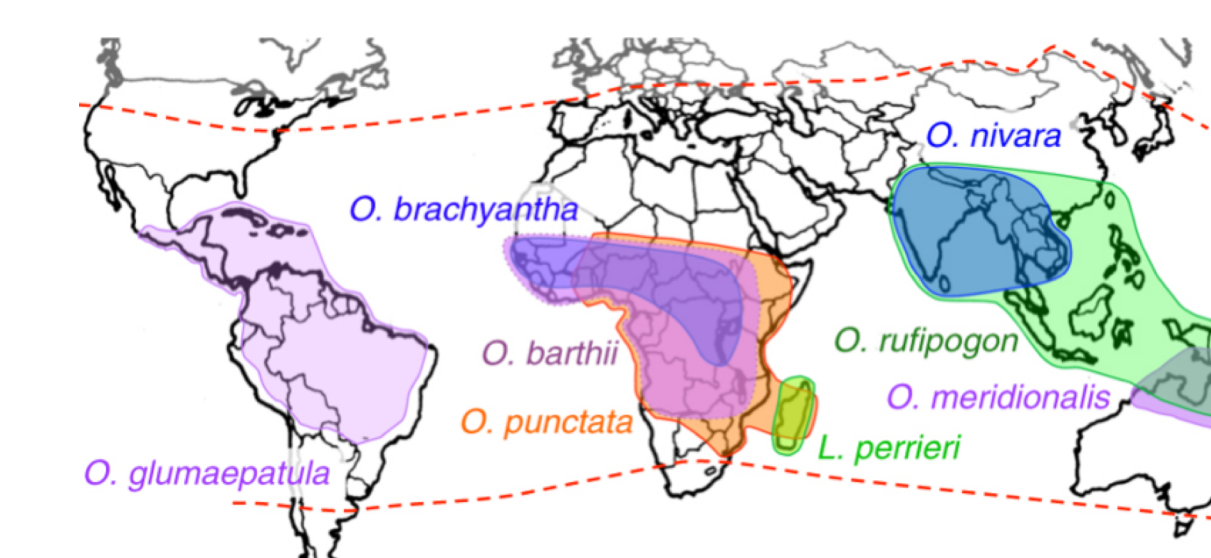 O. nivara
O. brachyantha
O. rufipogon
O. barthii
O. meridionalis
O. punctata
L. perrieri
O. glumaepatula